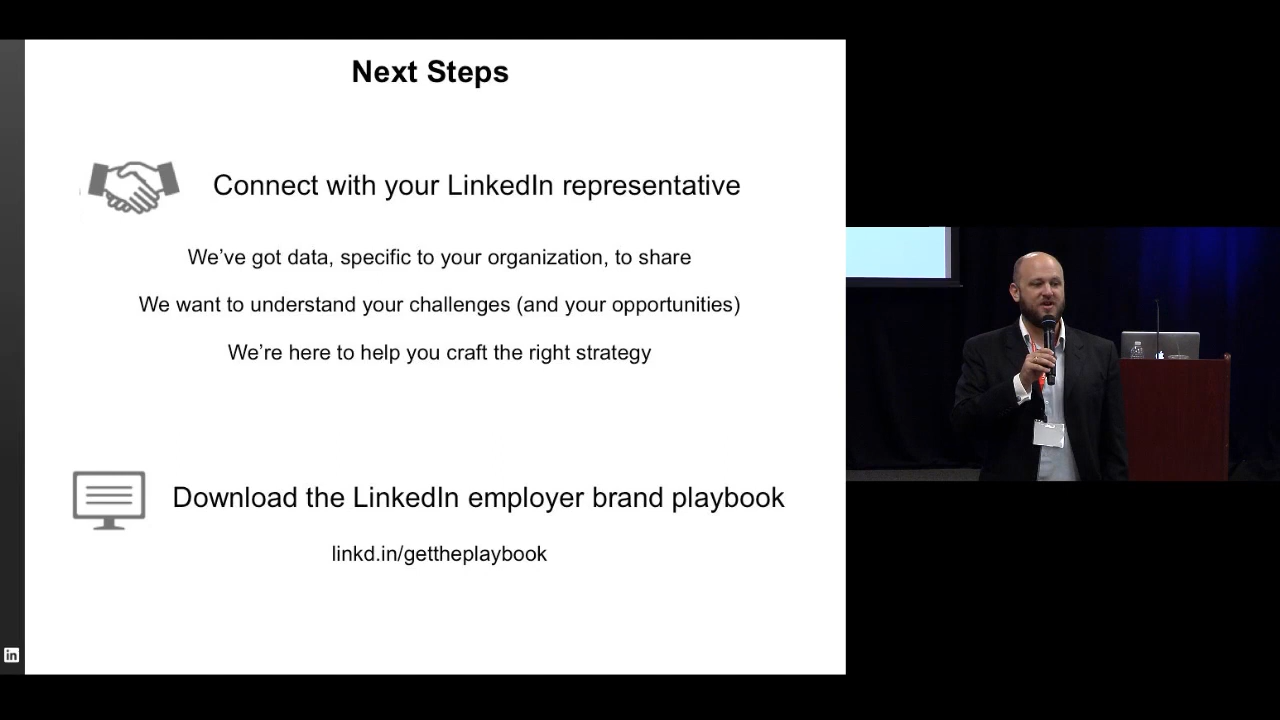 Next Steps
Connect with your LinkedIn representative
We’ve got data, specific to your organization, to share
We want to understand your challenges (and your opportunities)
We’re here to help you craft the right strategy
Download the LinkedIn employer brand playbook
linkd.in/gettheplaybook
in